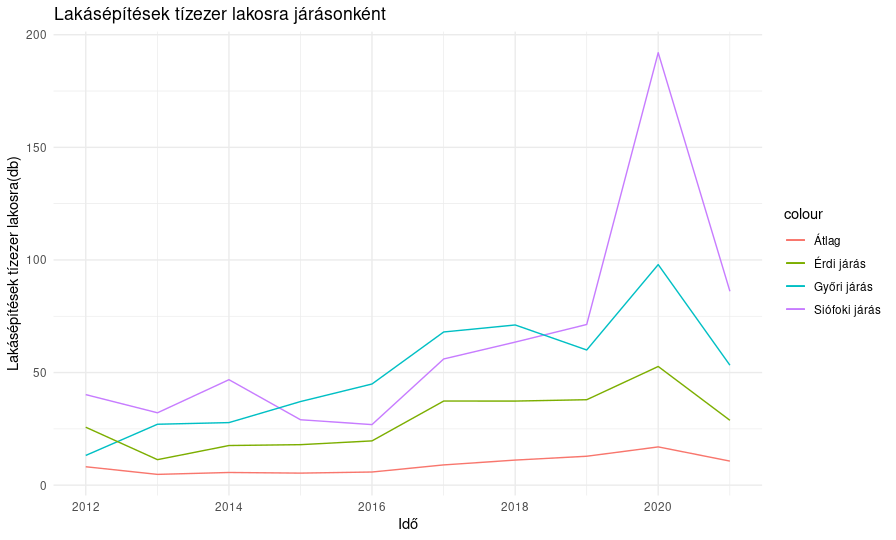 Lakásépítések tízezer lakosra járásonként
Lakásépítések tízezer lakosra(db)
200
150
100
50
0
2012
2014
2016
2018
2020
Idő
colour
Átlag
Érdi járás
Győri járás
Siófoki járás